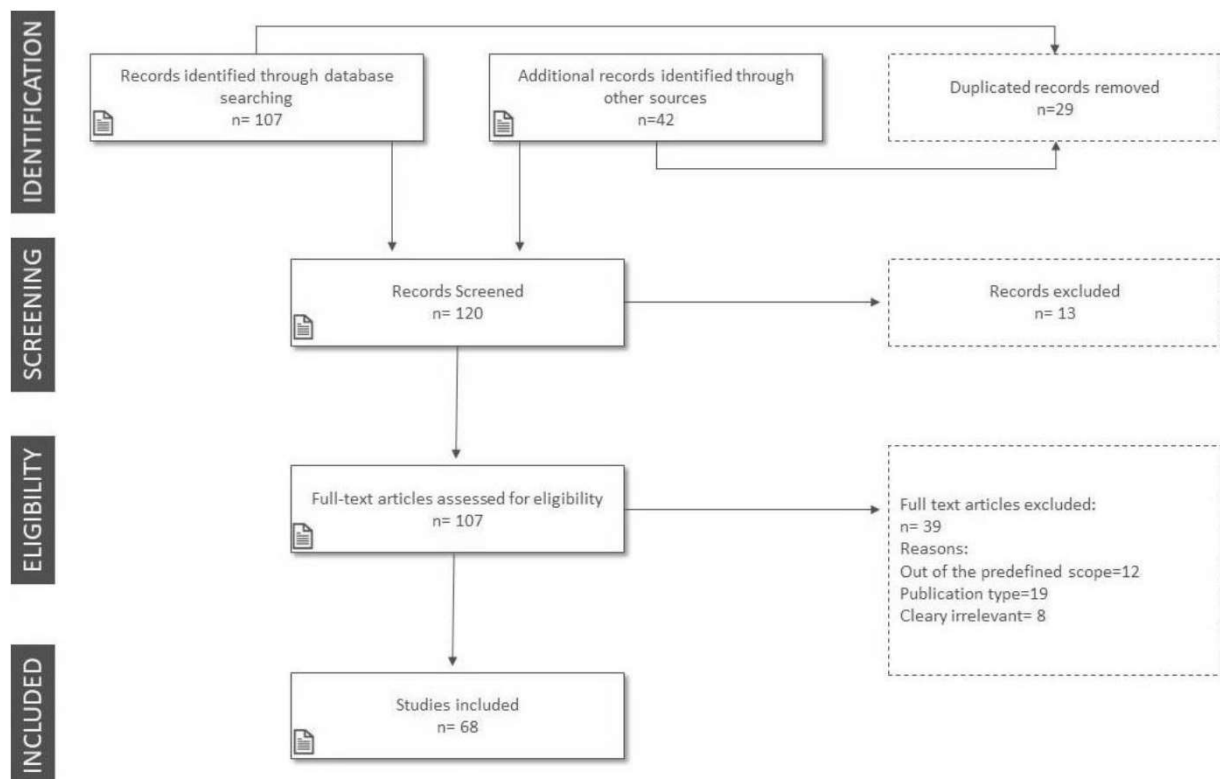 IDENTIFICATION
Records identified through database
searching
n= 107
Additional records identified through
other sources
n=42
Duplicated records removed
n=29
SCREENING
Records Screened
n= 120
Records excluded
n= 13
ELIGIBILITY
Full-text articles assessed for eligibility
n= 107
Full text articles excluded:
n= 39
Reasons:
Out of the predefined scope=12
Publication type=19
Cleary irrelevant= 8
INCLUDED
Studies included
n= 68